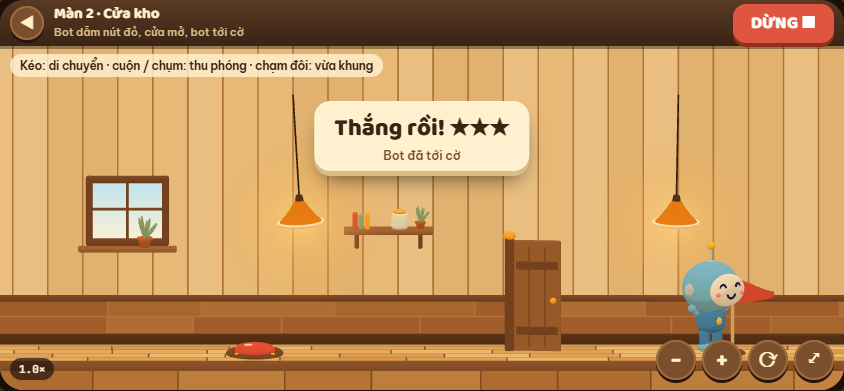 Màn 2 · Cửa kho
Bot dẫm nút đỏ, cửa mở, bot tới cờ
DỪNG
Kéo: di chuyển · cuộn / chụm: thu phóng · chạm đôi: vừa khung
Thắng rồi! ★★★
Bot đã tới cờ
1.0×